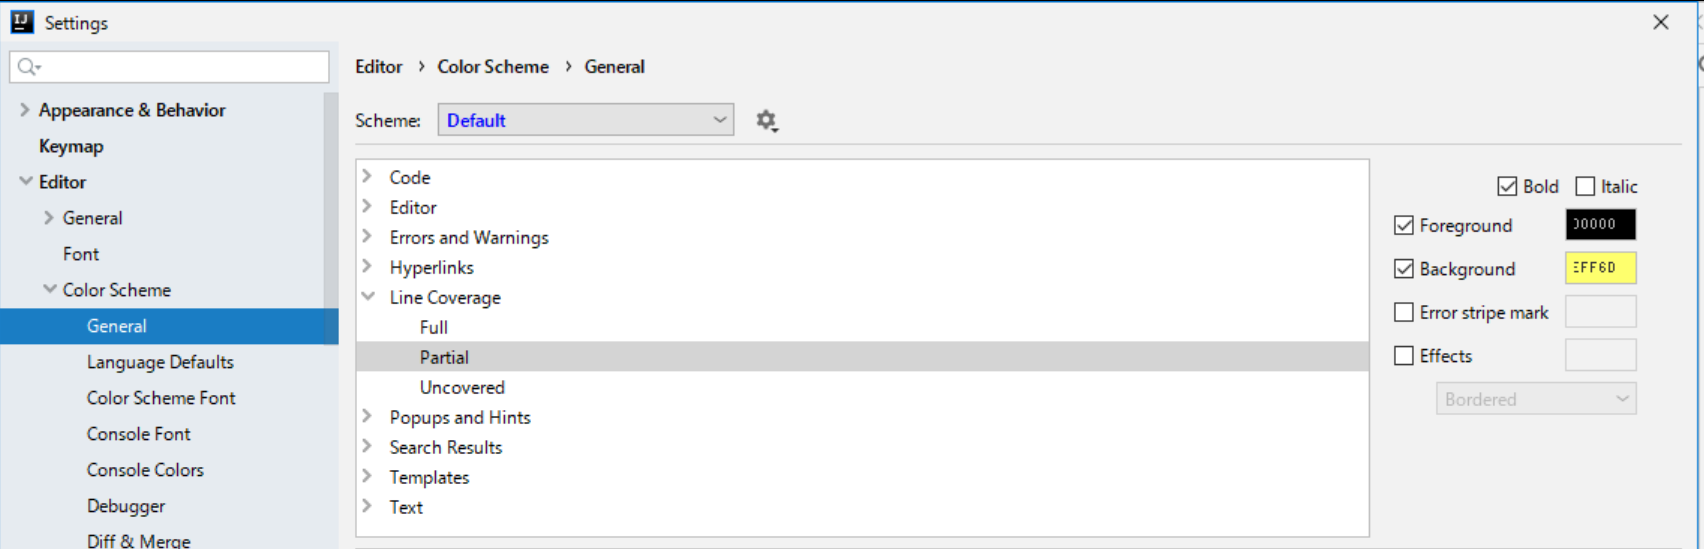 IJ Settings
Appearance & Behavior
Keymap
Editor
General
Font
Color Scheme
General
Language Defaults
Color Scheme Font
Console Font
Console Colors
Debugger
Diff & Merge
Editor › Color Scheme › General
Scheme: Default
Code
Editor
Errors and Warnings
Hyperlinks
Line Coverage
Full
Partial
Uncovered
Popups and Hints
Search Results
Templates
Text
Bold Italic
Foreground 00000
Background FFF6D
Error stripe mark
Effects
Bordered